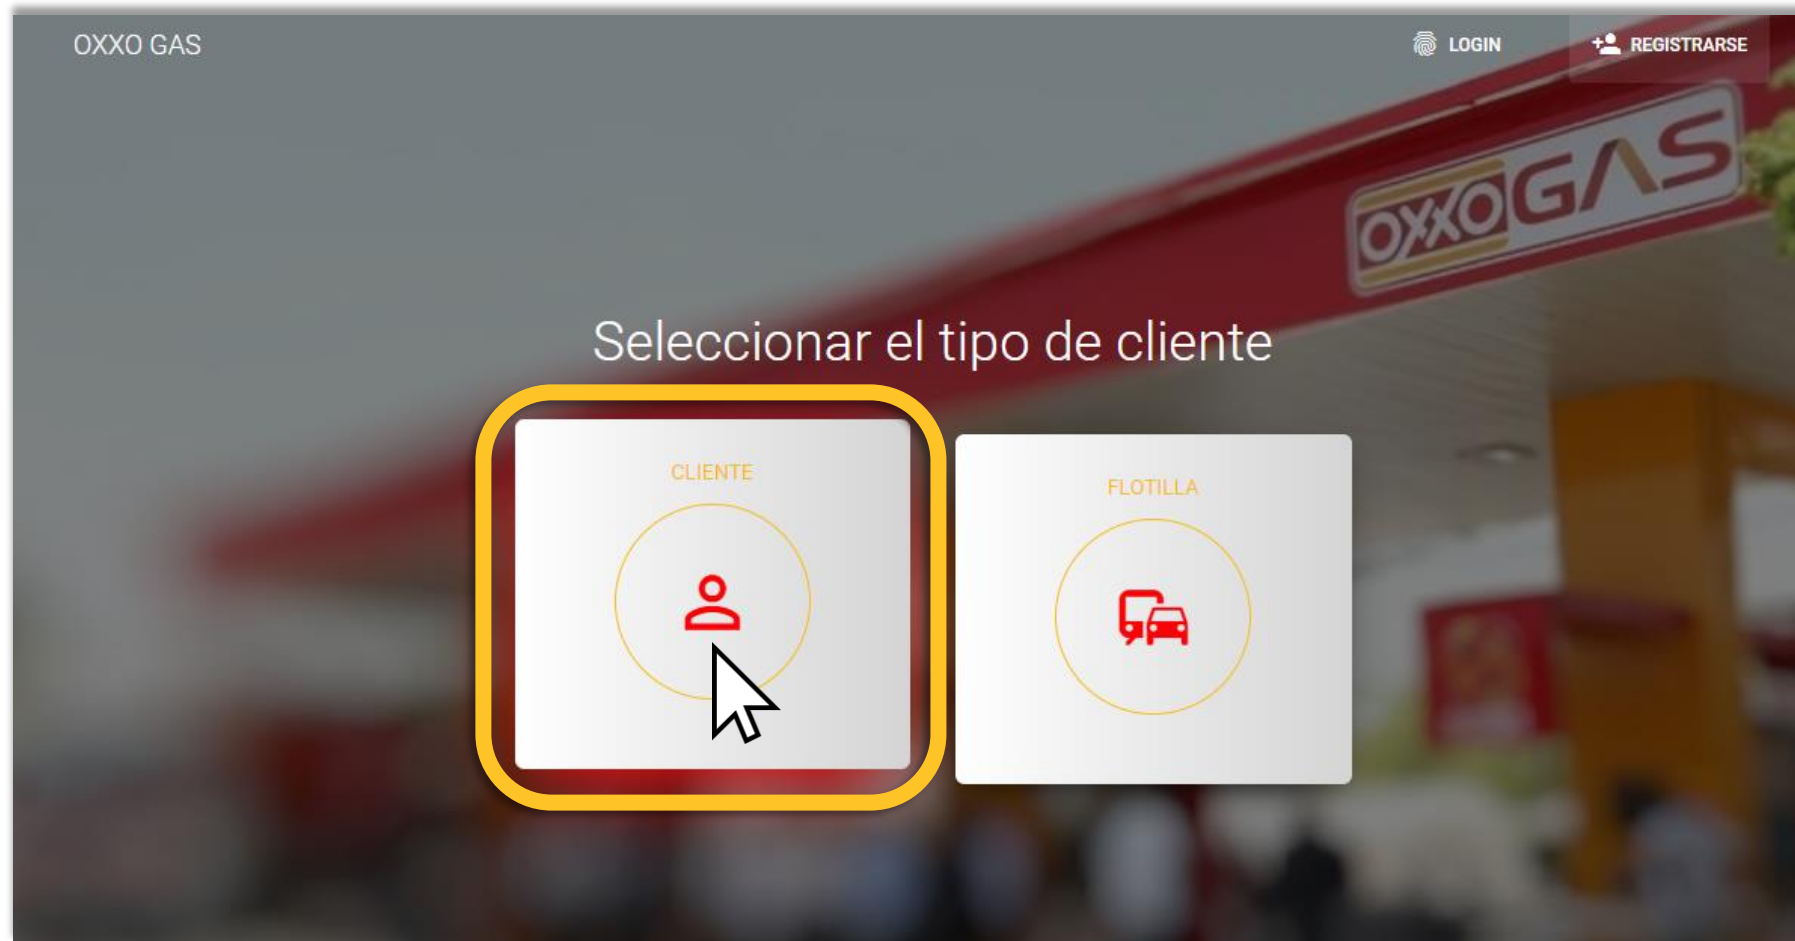 OXXO GAS
LOGIN
REGISTRARSE
OXXO GAS
Seleccionar el tipo de cliente
CLIENTE
FLOTILLA